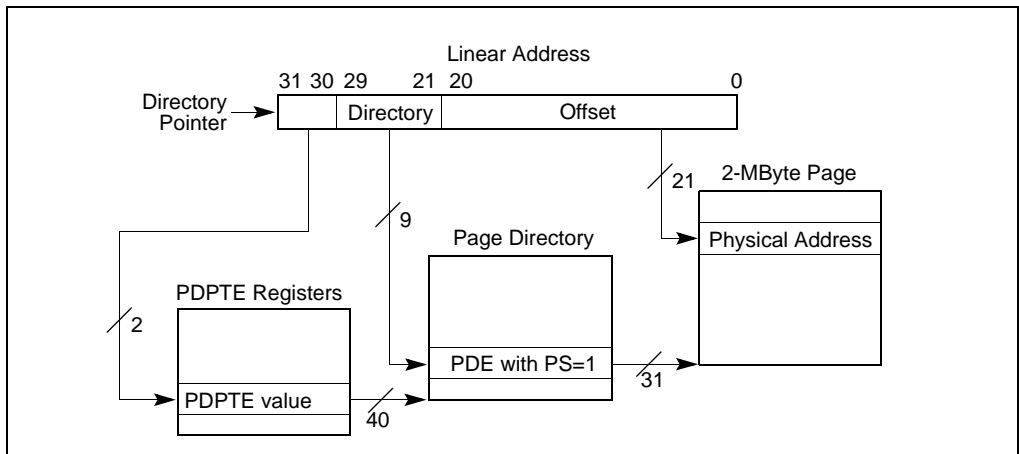 Linear Address
31 30 29 21 20 0
Directory
Pointer
Directory
Offset
21
2-MByte Page
Physical Address
9
Page Directory
PDPTE Registers
2
PDE with PS=1
31
PDPTE value
40